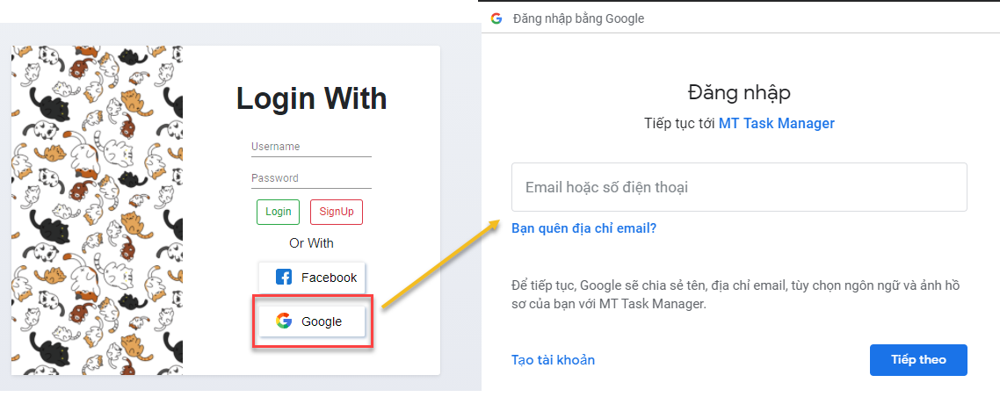 Login With
Username
Password
Login
SignUp
Or With
Facebook
Google
Đăng nhập bằng Google
Đăng nhập
Tiếp tục tới MT Task Manager
Email hoặc số điện thoại
Bạn quên địa chỉ email?
Để tiếp tục, Google sẽ chia sẻ tên, địa chỉ email, tùy chọn ngôn ngữ và ảnh hồ
sơ của bạn với MT Task Manager.
Tạo tài khoản
Tiếp theo